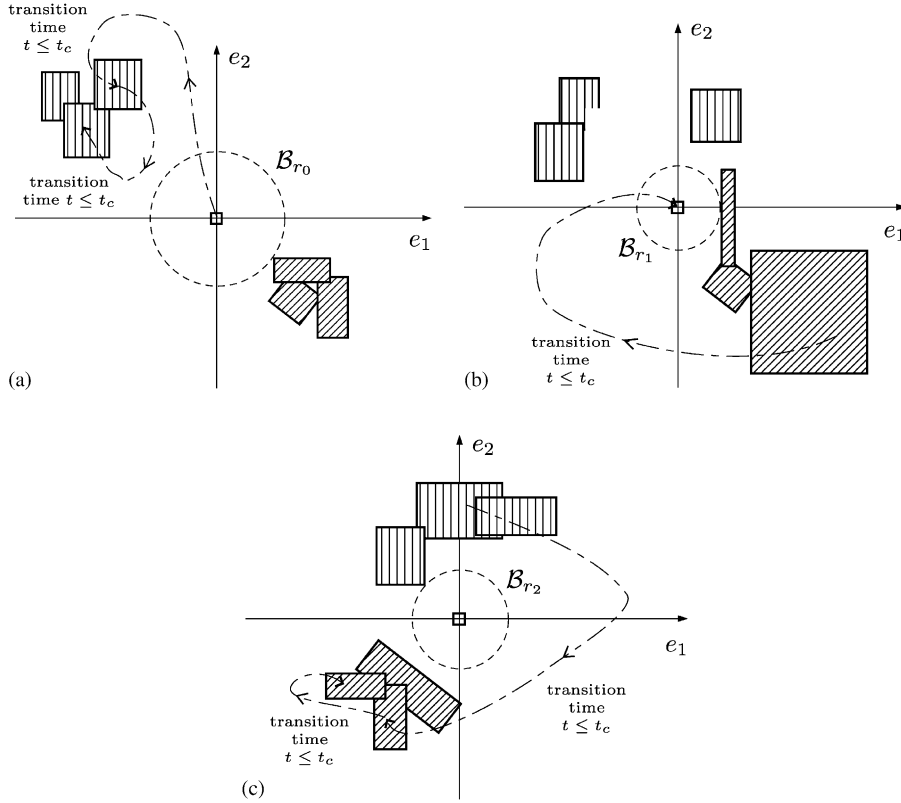 transition
time
t ≤ t_c
e_2
B_{r_0}
transition
time t ≤ t_c
e_1
(a)
e_2
e_1
B_{r_1}
transition
time
t ≤ t_c
(b)
e_2
B_{r_2}
e_1
transition
time
t ≤ t_c
transition
time
t ≤ t_c
(c)